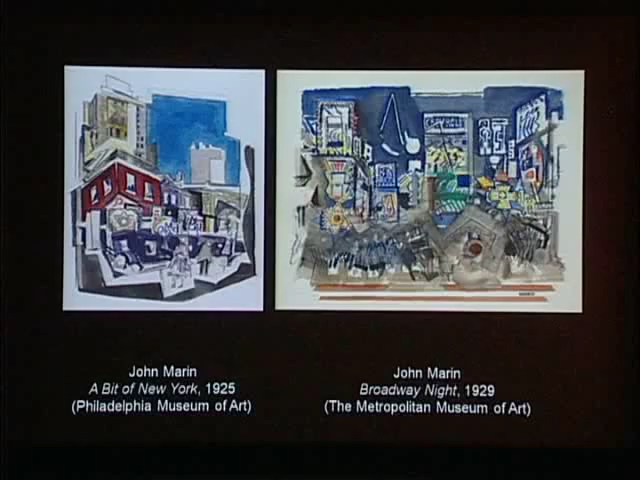 John Marin
A Bit of New York, 1925
(Philadelphia Museum of Art)
John Marin
Broadway Night, 1929
(The Metropolitan Museum of Art)